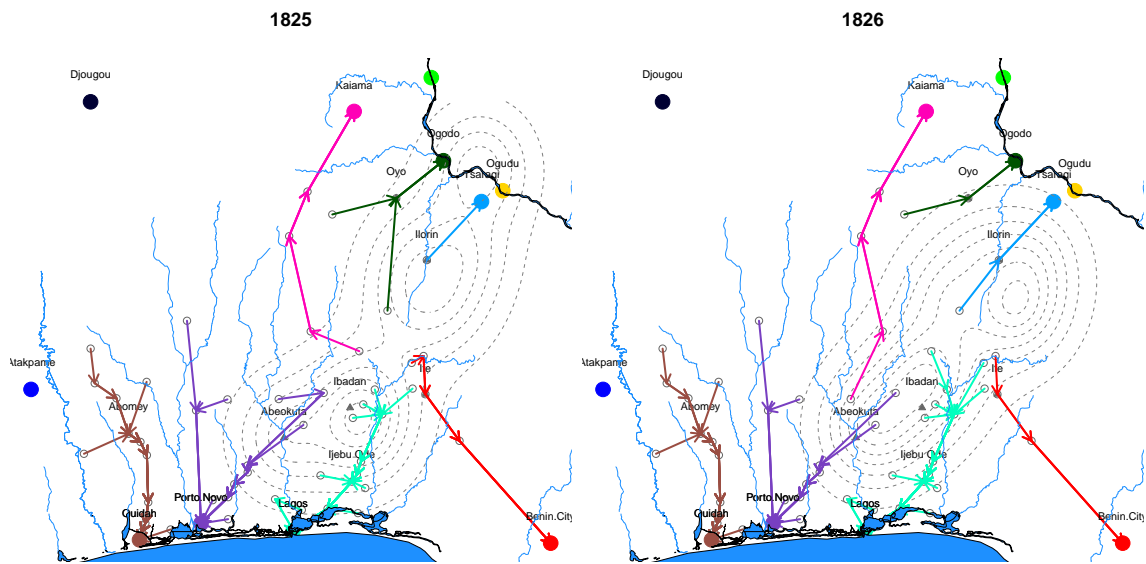 1825
1826
Djougou
Kaiama
Ogodo
Ogudu
Tsaragi
Oyo
Ilorin
Atakpame
Ile
Ibadan
Abomey
Abeokuta
Ijebu Ode
Porto.Novo
Lagos
Ouidah
Benin.City
Djougou
Kaiama
Ogodo
Ogudu
Tsaragi
Oyo
Ilorin
Atakpame
Ile
Ibadan
Abomey
Abeokuta
Ijebu Ode
Porto.Novo
Lagos
Ouidah
Benin.City